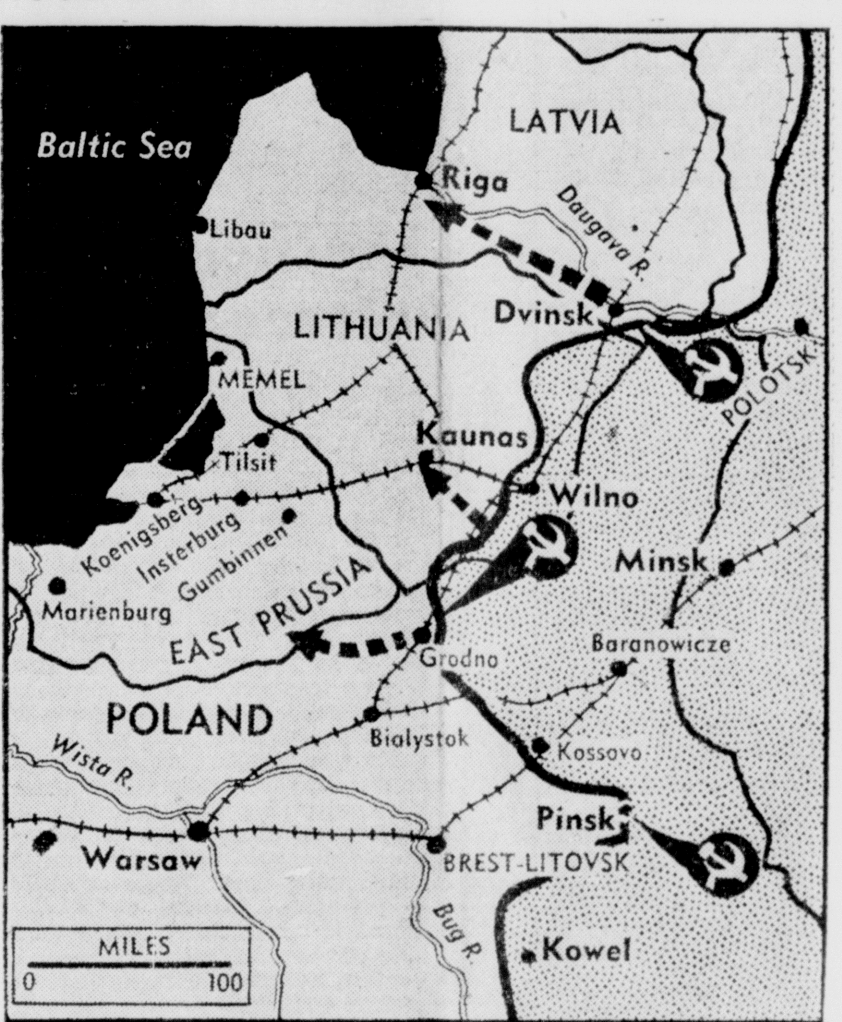 LATVIA
Baltic Sea
Riga
Daugava R.
Libau
Dvinsk
LITHUANIA
POLOTSK
MEMEL
Kaunas
Tilsit
Wilno
Koenigsberg
Insterburg
Gumbinnen
Minsk
Marienburg
EAST PRUSSIA
Grodno
Baranowicze
POLAND
Bialystok
Kossovo
Wista R.
Pinsk
Warsaw
BREST-LITOVSK
Bug R.
Kowel
MILES
0 100